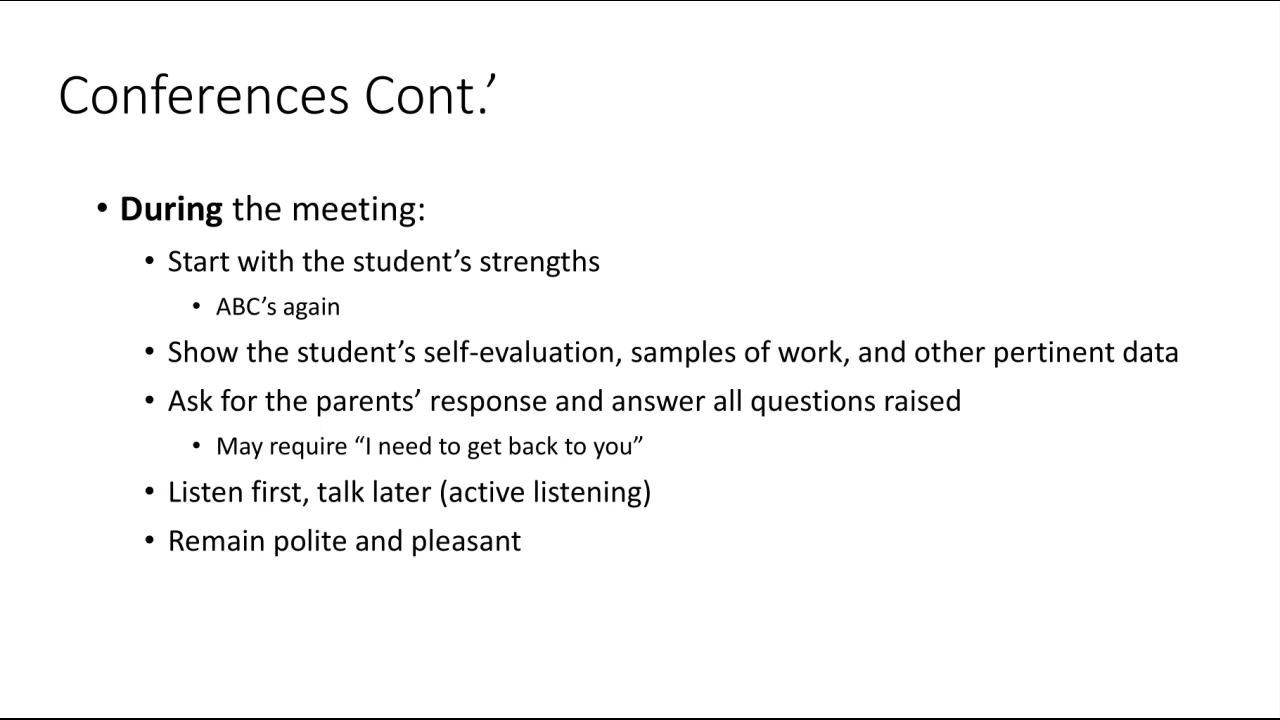 Conferences Cont.’
• During the meeting:
• Start with the student’s strengths
• ABC’s again
• Show the student’s self-evaluation, samples of work, and other pertinent data
• Ask for the parents’ response and answer all questions raised
• May require “I need to get back to you”
• Listen first, talk later (active listening)
• Remain polite and pleasant